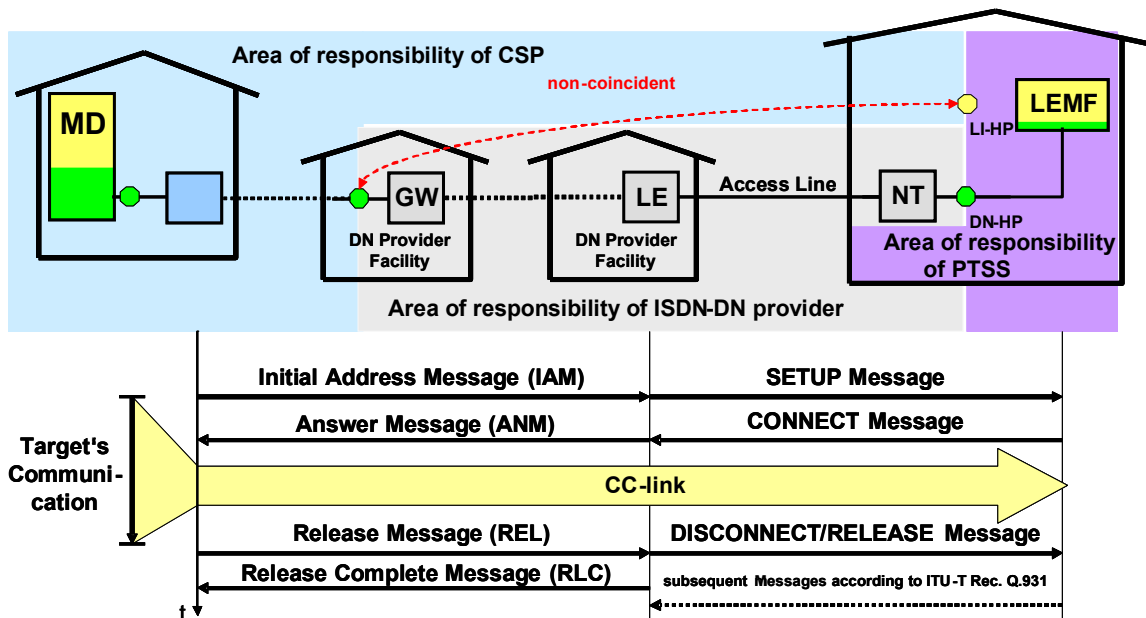 Area of responsibility of CSP
non-coincident
MD
LEMF
LI-HP
GW
LE
Access Line
NT
DN-HP
DN Provider
Facility
DN Provider
Facility
Area of responsibility
of PTSS
Area of responsibility of ISDN-DN provider
Initial Address Message (IAM)
SETUP Message
Answer Message (ANM)
CONNECT Message
Target's
Communi-
cation
CC-link
Release Message (REL)
DISCONNECT/RELEASE Message
Release Complete Message (RLC)
subsequent Messages according to ITU-T Rec. Q.931
t